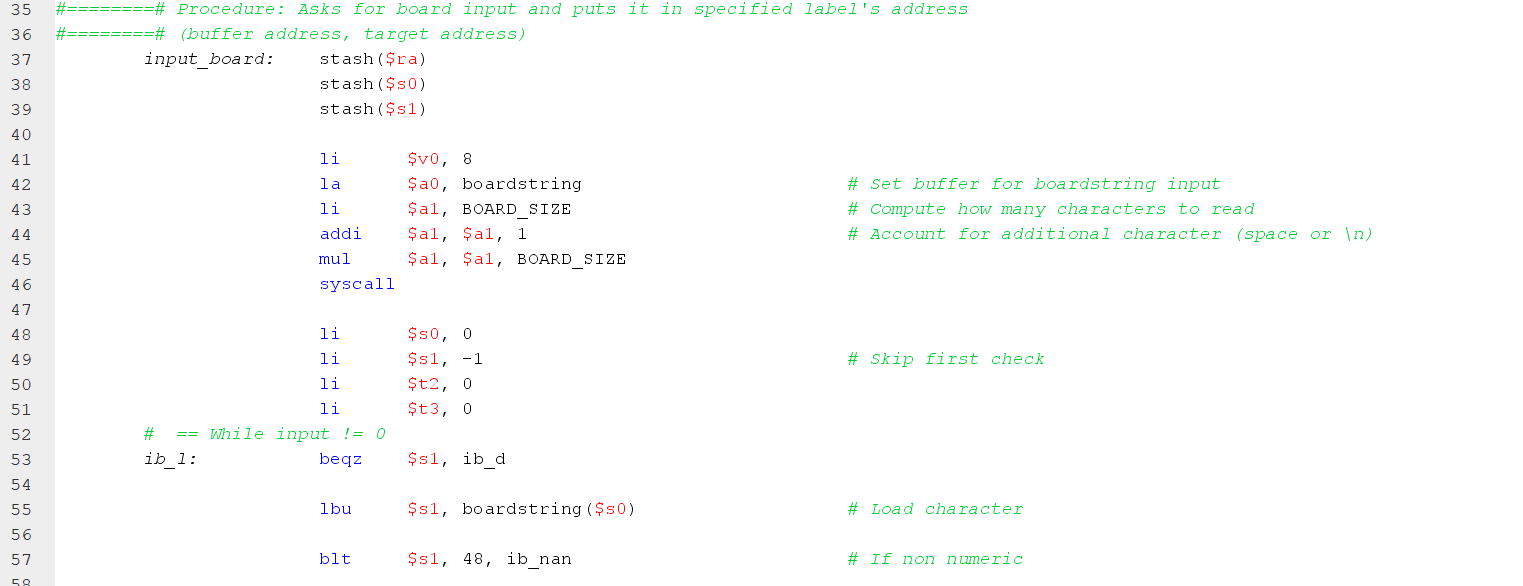 35 #========# Procedure: Asks for board input and puts it in specified label's address
36 #========# (buffer address, target address)
37 input_board: stash($ra)
38 stash($s0)
39 stash($s1)
40
41 li $v0, 8
42 la $a0, boardstring # Set buffer for boardstring input
43 li $a1, BOARD_SIZE # Compute how many characters to read
44 addi $a1, $a1, 1 # Account for additional character (space or \n)
45 mul $a1, $a1, BOARD_SIZE
46 syscall
47
48 li $s0, 0
49 li $s1, -1 # Skip first check
50 li $t2, 0
51 li $t3, 0
52 # == While input != 0
53 ib_l: beqz $s1, ib_d
54
55 lbu $s1, boardstring($s0) # Load character
56
57 blt $s1, 48, ib_nan # If non numeric
58